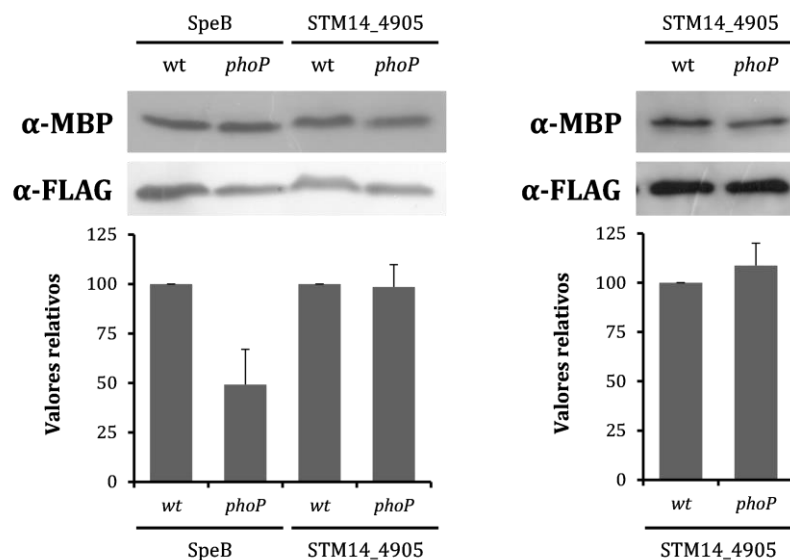 SpeB STM14_4905
wt phoP wt phoP
α-MBP
α-FLAG
125
100
75
50
25
0
Valores relativos
wt phoP wt phoP
SpeB STM14_4905
STM14_4905
wt phoP
α-MBP
α-FLAG
125
100
75
50
25
0
Valores relativos
wt phoP
STM14_4905